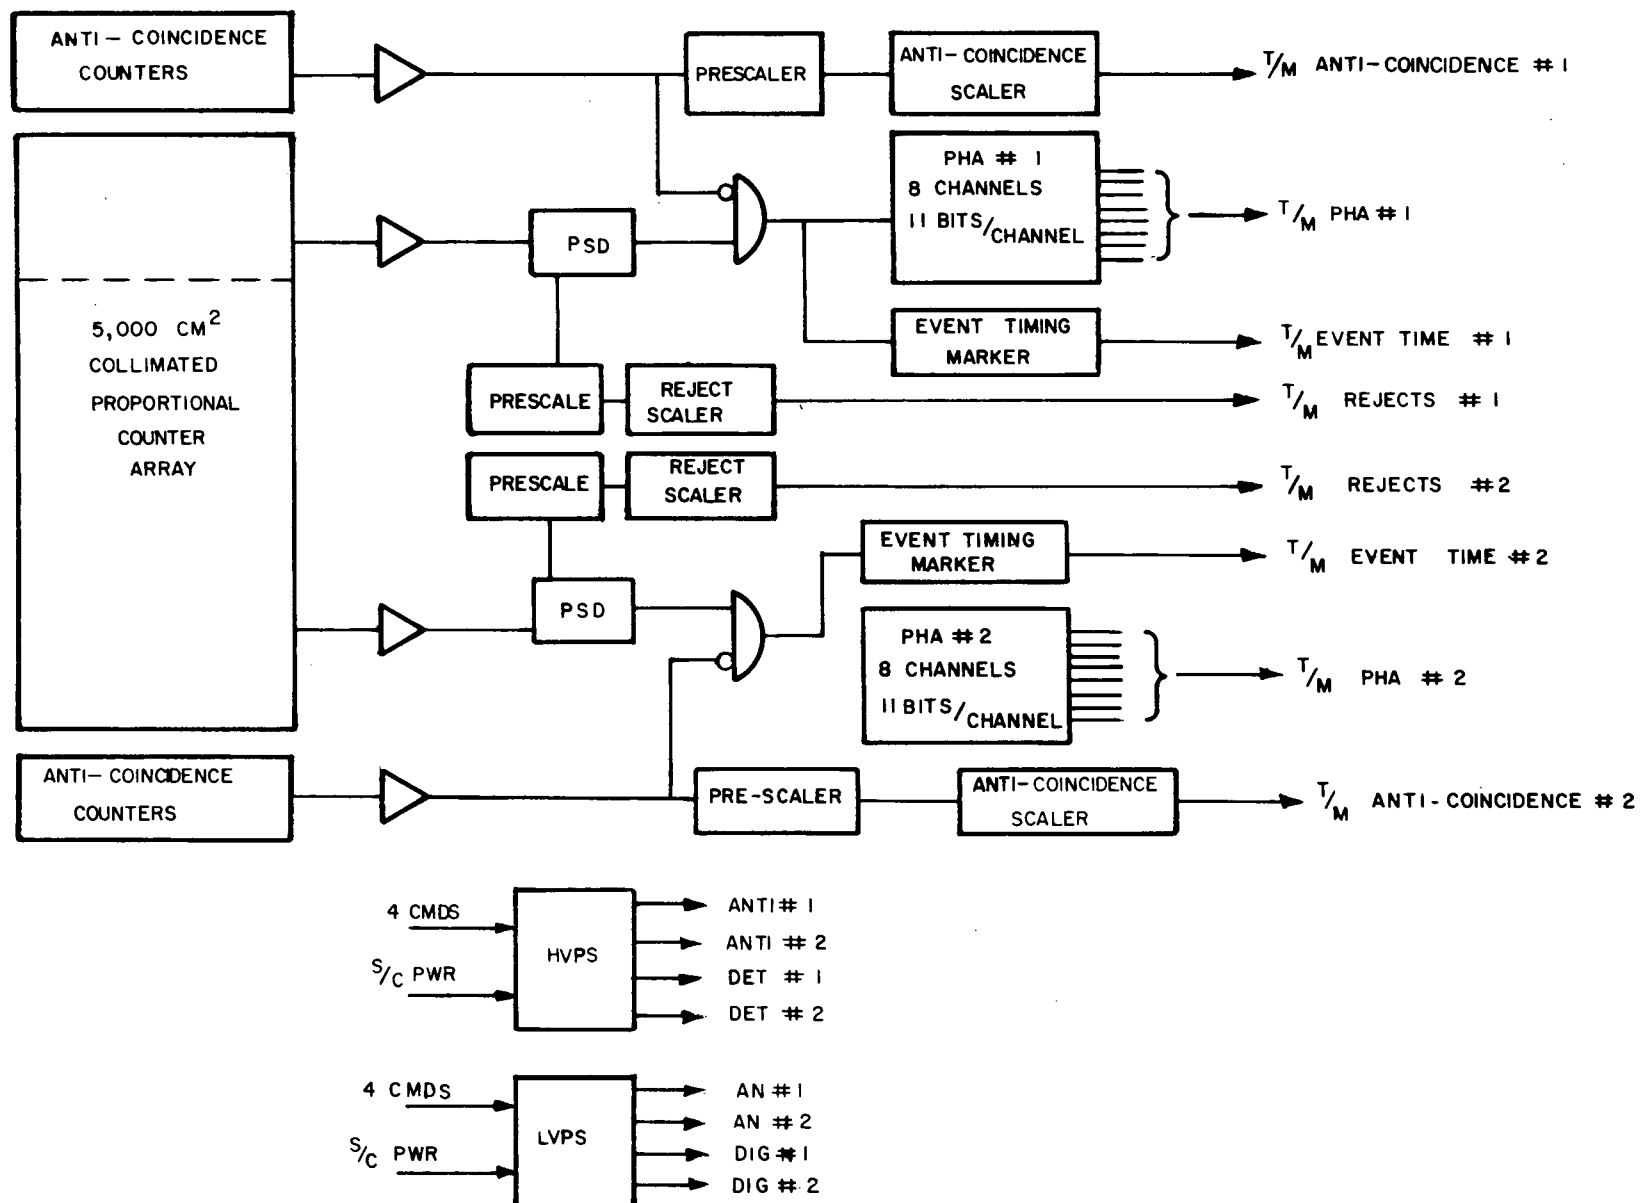 ANTI-COINCIDENCE
COUNTERS
PRESCALER
ANTI-COINCIDENCE
SCALER
T/M ANTI-COINCIDENCE # 1
PHA # 1
8 CHANNELS
11 BITS/CHANNEL
T/M PHA # 1
PSD
5,000 CM²
COLLIMATED
PROPORTIONAL
COUNTER
ARRAY
EVENT TIMING
MARKER
T/M EVENT TIME # 1
PRESCALE
REJECT
SCALER
T/M REJECTS # 1
PRESCALE
REJECT
SCALER
T/M REJECTS #2
EVENT TIMING
MARKER
T/M EVENT TIME #2
PSD
PHA #2
8 CHANNELS
11 BITS/CHANNEL
T/M PHA # 2
ANTI-COINCIDENCE
COUNTERS
PRE-SCALER
ANTI-COINCIDENCE
SCALER
T/M ANTI-COINCIDENCE # 2
4 CMDS
S/C PWR
HVPS
ANTI # 1
ANTI # 2
DET # 1
DET # 2
4 CMDS
S/C PWR
LVPS
AN # 1
AN # 2
DIG # 1
DIG # 2